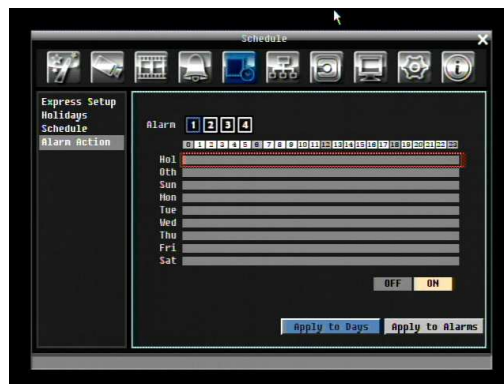 Schedule
Express Setup
Holidays
Schedule
Alarm Action
Alarm 1 2 3 4
0 1 2 3 4 5 6 7 8 9 10 11 12 13 14 15 16 17 18 19 20 21 22 23
Hol
Oth
Sun
Mon
Tue
Wed
Thu
Fri
Sat
OFF ON
Apply to Days Apply to Alarms